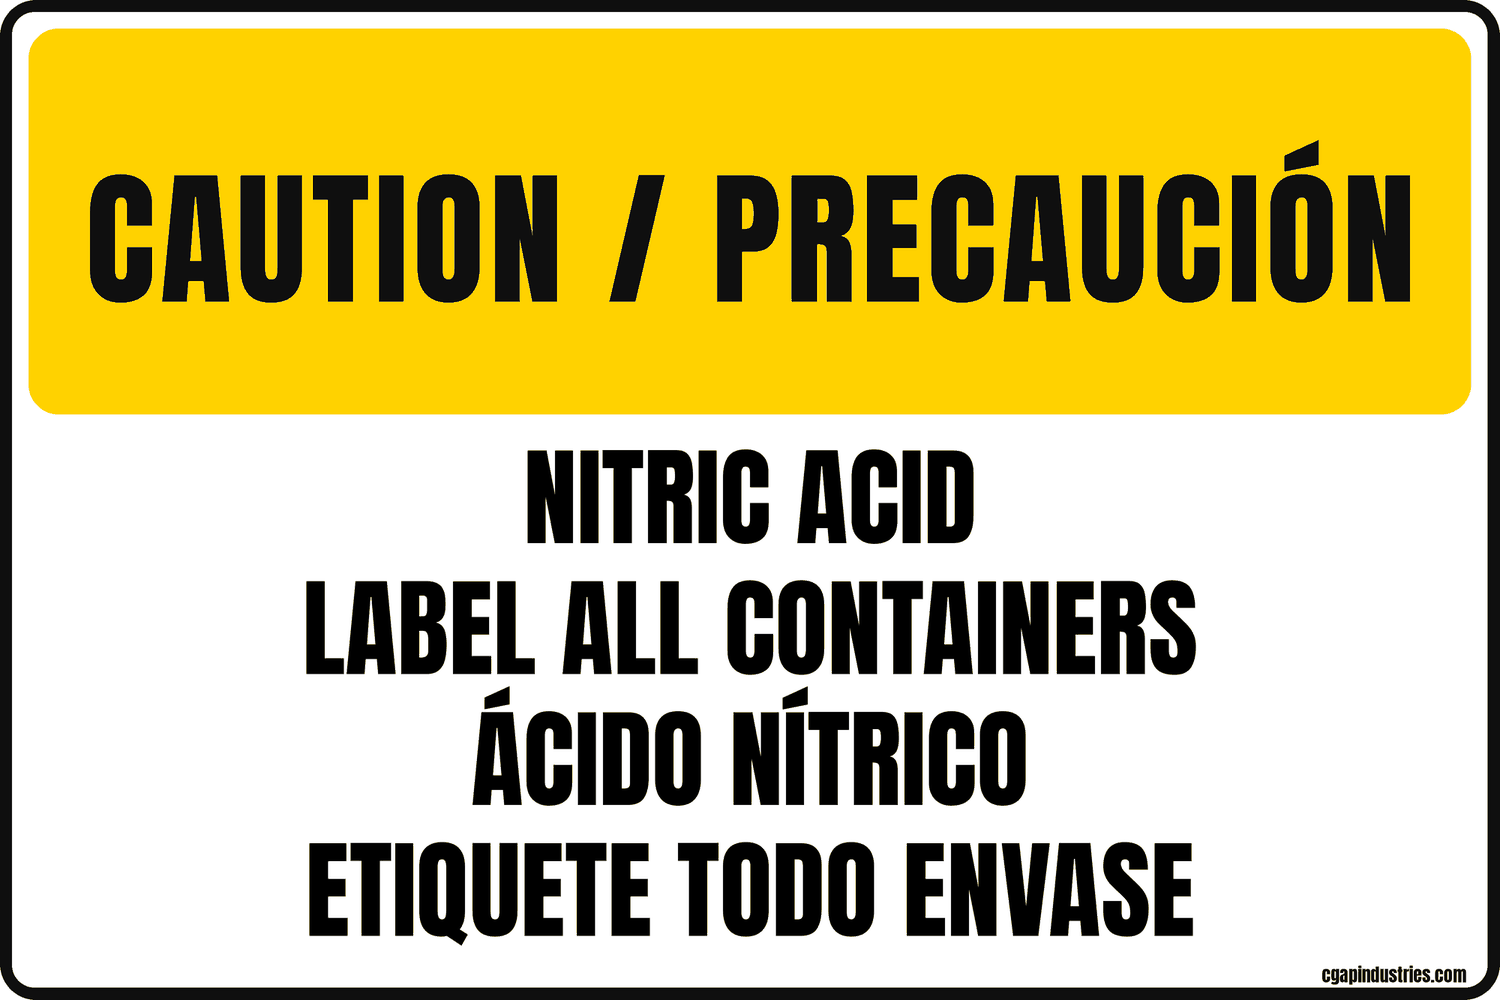 CAUTION / PRECAUCIÓN
NITRIC ACID
LABEL ALL CONTAINERS
ÁCIDO NÍTRICO
ETIQUETE TODO ENVASE
cgapindustries.com